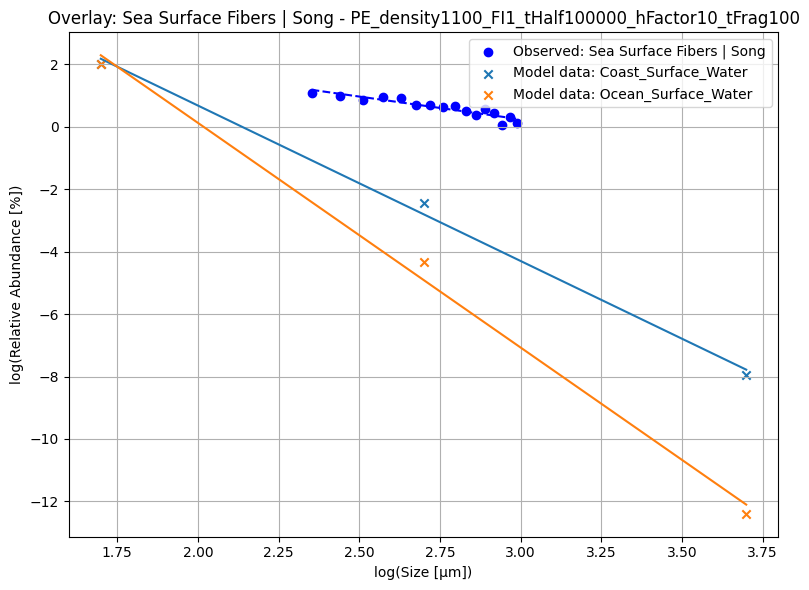 Overlay: Sea Surface Fibers | Song - PE_density1100_FI1_tHalf100000_hFactor10_tFrag100
Observed: Sea Surface Fibers | Song
Model data: Coast_Surface_Water
Model data: Ocean_Surface_Water
log(Relative Abundance [%])
2
0
−2
−4
−6
−8
−10
−12
1.75 2.00 2.25 2.50 2.75 3.00 3.25 3.50 3.75
log(Size [µm])